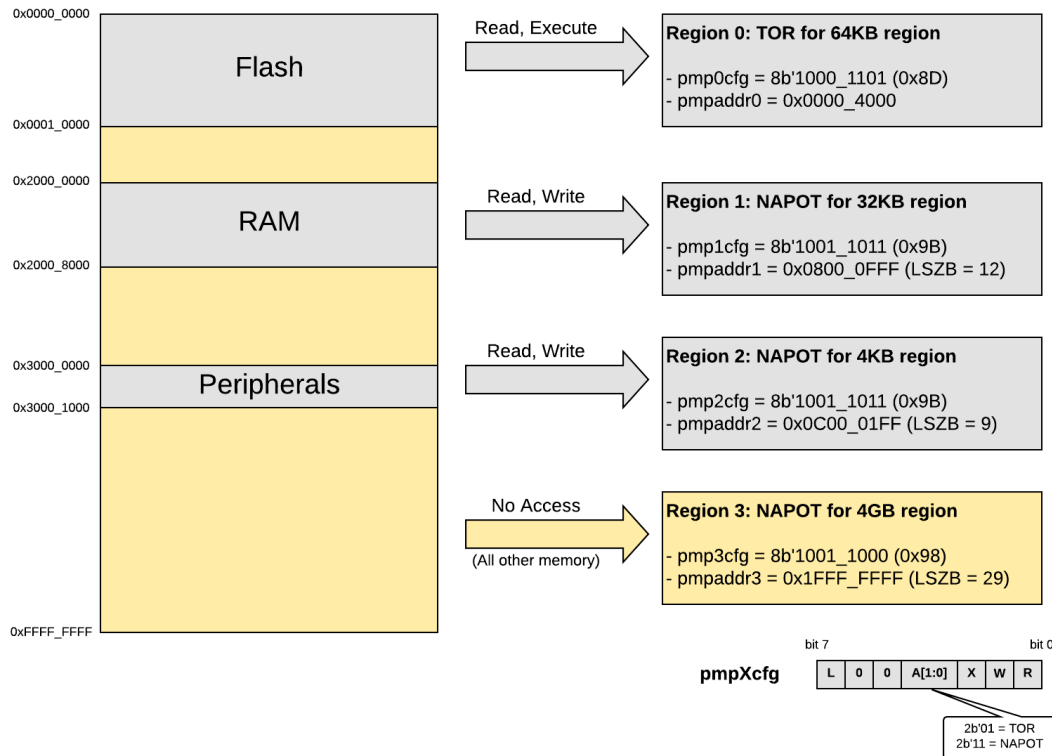 0x0000_0000
Flash
0x0001_0000
0x2000_0000
RAM
0x2000_8000
0x3000_0000
Peripherals
0x3000_1000
0xFFFF_FFFF
Read, Execute
Region 0: TOR for 64KB region
- pmp0cfg = 8b'1000_1101 (0x8D)
- pmpaddr0 = 0x0000_4000
Read, Write
Region 1: NAPOT for 32KB region
- pmp1cfg = 8b'1001_1011 (0x9B)
- pmpaddr1 = 0x0800_0FFF (LSZB = 12)
Read, Write
Region 2: NAPOT for 4KB region
- pmp2cfg = 8b'1001_1011 (0x9B)
- pmpaddr2 = 0x0C00_01FF (LSZB = 9)
No Access
(All other memory)
Region 3: NAPOT for 4GB region
- pmp3cfg = 8b'1001_1000 (0x98)
- pmpaddr3 = 0x1FFF_FFFF (LSZB = 29)
bit 7 bit 0
pmpXcfg L 0 0 A[1:0] X W R
2b'01 = TOR
2b'11 = NAPOT